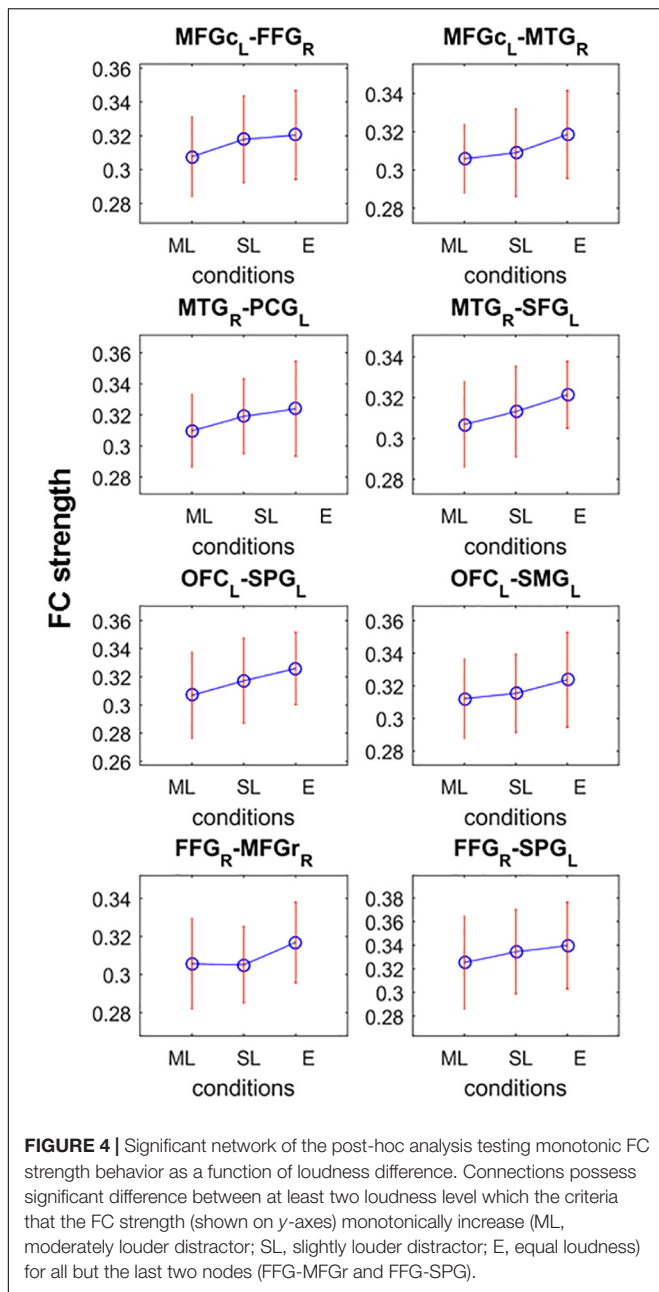 MFGcL-FFGR
MFGcL-MTGR
0.36
0.32
0.3
0.28
ML SL E
conditions
0.36
0.32
0.3
0.28
ML SL E
conditions
MTGR-PCGL
MTGR-SFGL
0.36
0.32
0.3
0.28
ML SL E
conditions
0.34
0.32
0.3
0.28
ML SL E
conditions
FC strength
OFCL-SPGL
OFCL-SMGL
0.36
0.34
0.32
0.3
0.28
0.26
ML SL E
conditions
0.36
0.32
0.3
0.28
ML SL E
conditions
FFGR-MFGrR
FFGR-SPGL
0.34
0.32
0.3
0.28
ML SL E
conditions
0.38
0.36
0.34
0.32
0.3
0.28
ML SL E
conditions
FIGURE 4 | Significant network of the post-hoc analysis testing monotonic FC
strength behavior as a function of loudness difference. Connections possess
significant difference between at least two loudness level which the criteria
that the FC strength (shown on y-axes) monotonically increase (ML,
moderately louder distractor; SL, slightly louder distractor; E, equal loudness)
for all but the last two nodes (FFG-MFGr and FFG-SPG).